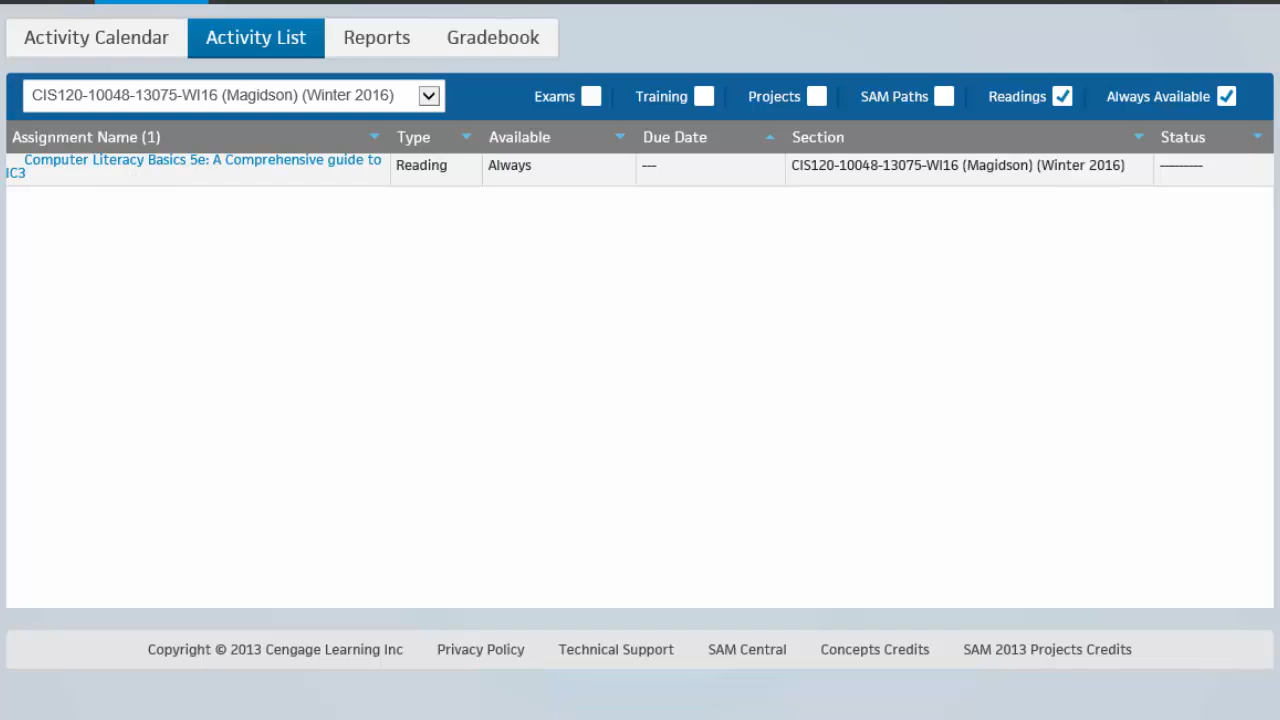 Activity Calendar Activity List Reports Gradebook
CIS120-10048-13075-WI16 (Magidson) (Winter 2016) Exams Training Projects SAM Paths Readings Always Available
Assignment Name (1) Type Available Due Date Section Status
Computer Literacy Basics 5e: A Comprehensive guide to
IC3 Reading Always --- CIS120-10048-13075-WI16 (Magidson) (Winter 2016) ----------
Copyright © 2013 Cengage Learning Inc Privacy Policy Technical Support SAM Central Concepts Credits SAM 2013 Projects Credits